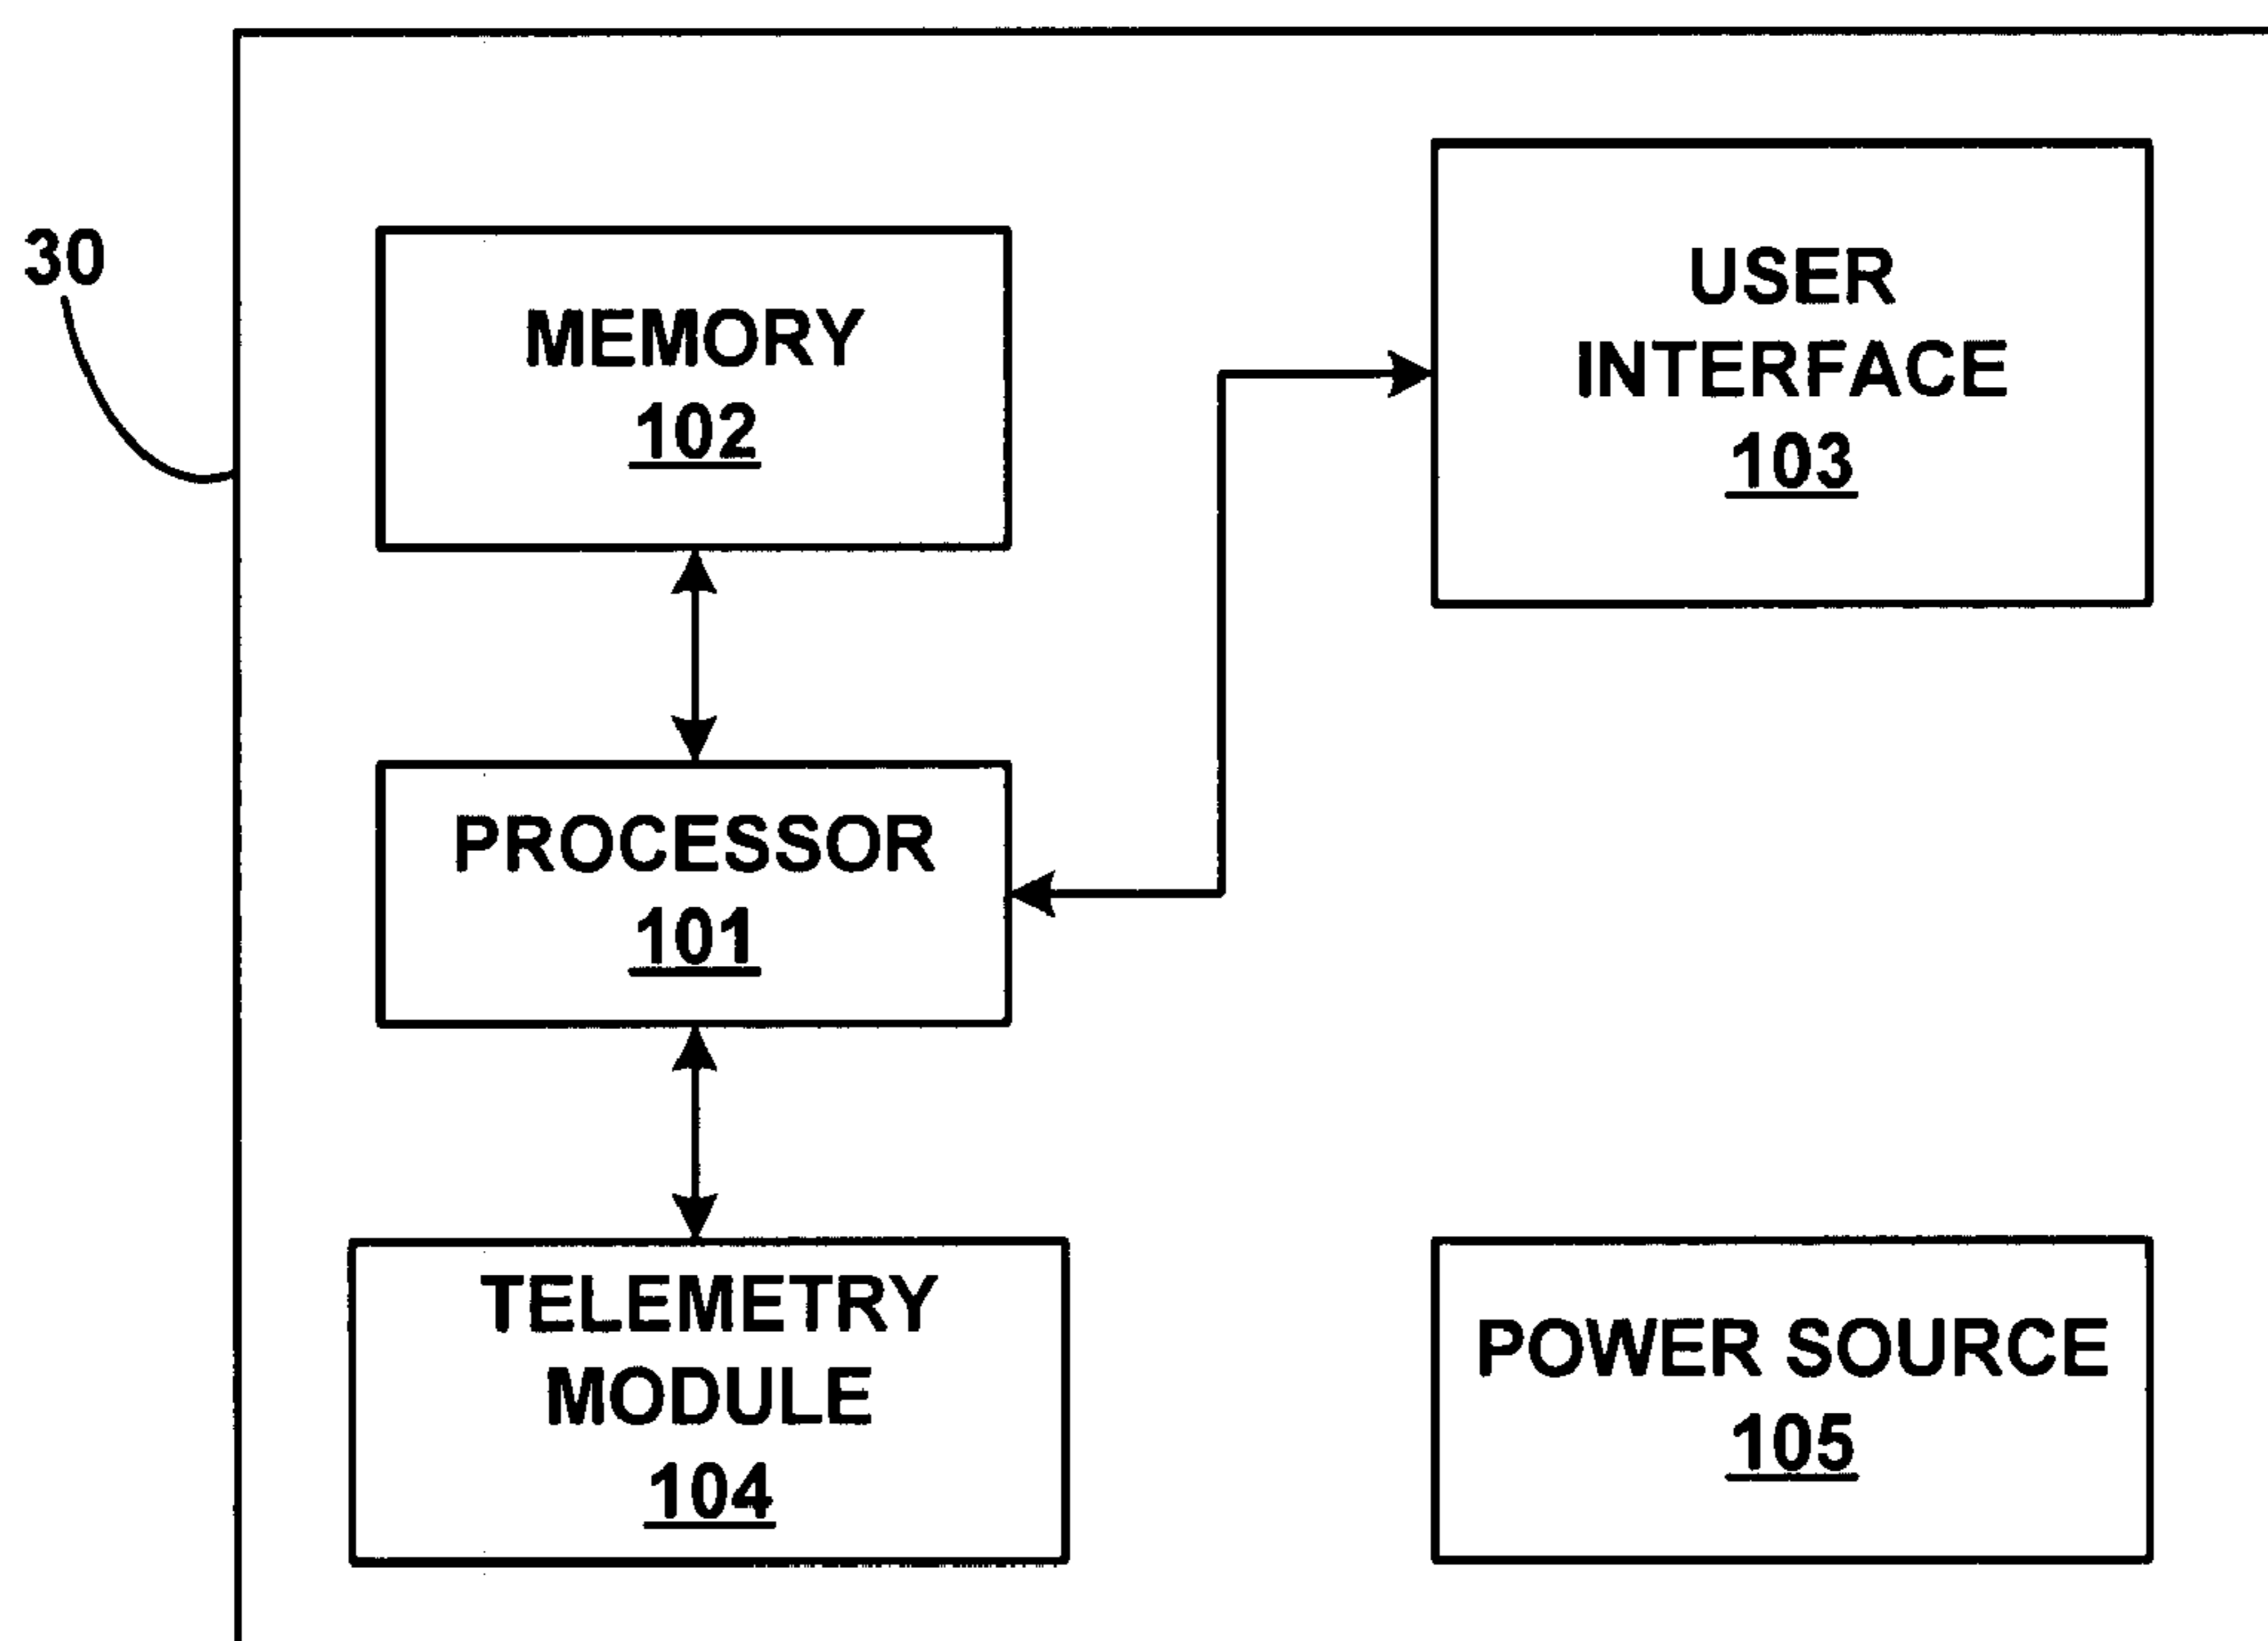 30
MEMORY
102
USER
INTERFACE
103
PROCESSOR
101
TELEMETRY
MODULE
104
POWER SOURCE
105